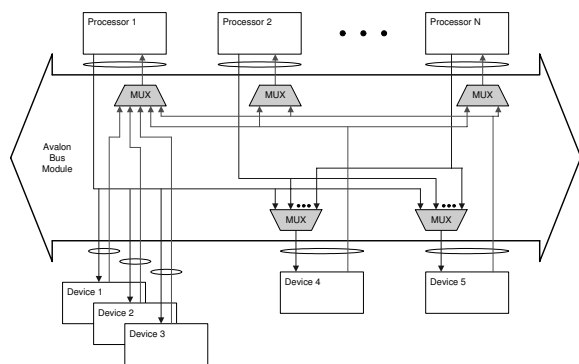 Processor 1
Processor 2
Processor N
MUX
MUX
MUX
Avalon
Bus
Module
MUX
MUX
Device 1
Device 2
Device 3
Device 4
Device 5